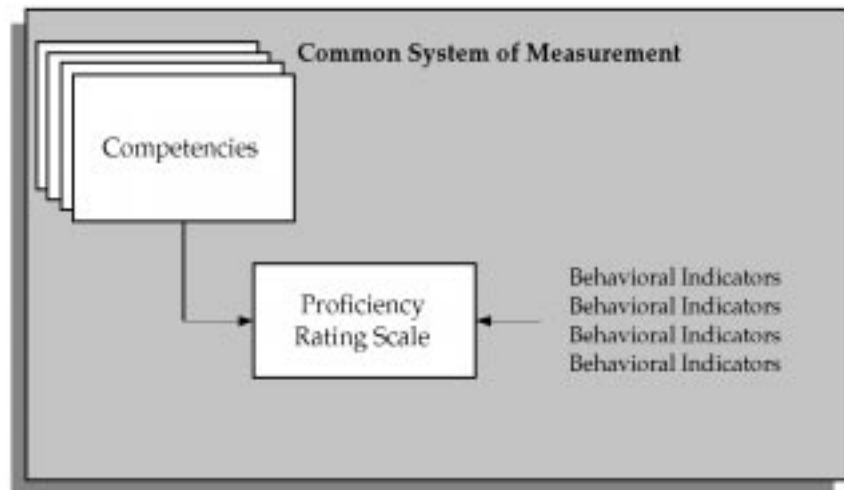 Common System of Measurement
Competencies
Proficiency
Rating Scale
Behavioral Indicators
Behavioral Indicators
Behavioral Indicators
Behavioral Indicators